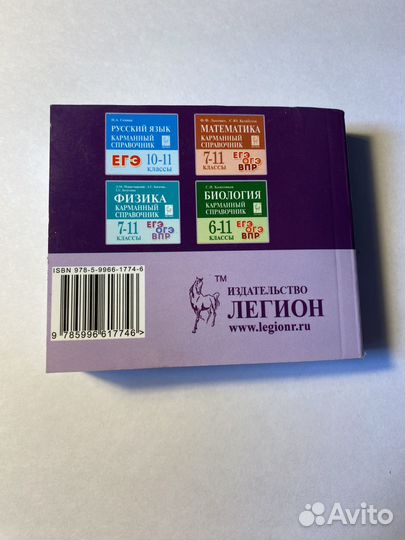 РУССКИЙ ЯЗЫК
КАРМАННЫЙ
СПРАВОЧНИК
ЕГЭ 10-11
КЛАССЫ
МАТЕМАТИКА
КАРМАННЫЙ
СПРАВОЧНИК
7-11
КЛАССЫ
ЕГЭ
ОГЭ
ВПР
ФИЗИКА
КАРМАННЫЙ
СПРАВОЧНИК
7-11
КЛАССЫ
ЕГЭ
ОГЭ
ВПР
БИОЛОГИЯ
КАРМАННЫЙ
СПРАВОЧНИК
6-11
КЛАССЫ
ЕГЭ
ОГЭ
ВПР
ISBN 978-5-9966-1774-6
9 785996 617746 >
TM
ИЗДАТЕЛЬСТВО
ЛЕГИОН
www.legionr.ru
Avito